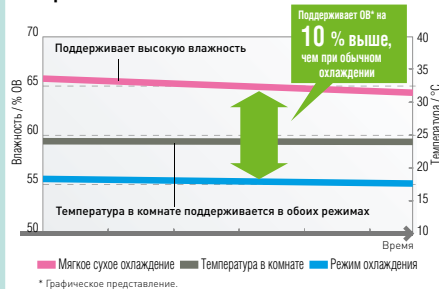 Поддерживает ОВ* на
10 % выше,
чем при обычном
охлаждении
Поддерживает высокую влажность
Влажность / % ОВ
70
65
60
55
50
Температура / °C
40
35
30
25
20
15
10
Температура в комнате поддерживается в обоих режимах
Время
Мягкое сухое охлаждение Температура в комнате Режим охлаждения
* Графическое представление.